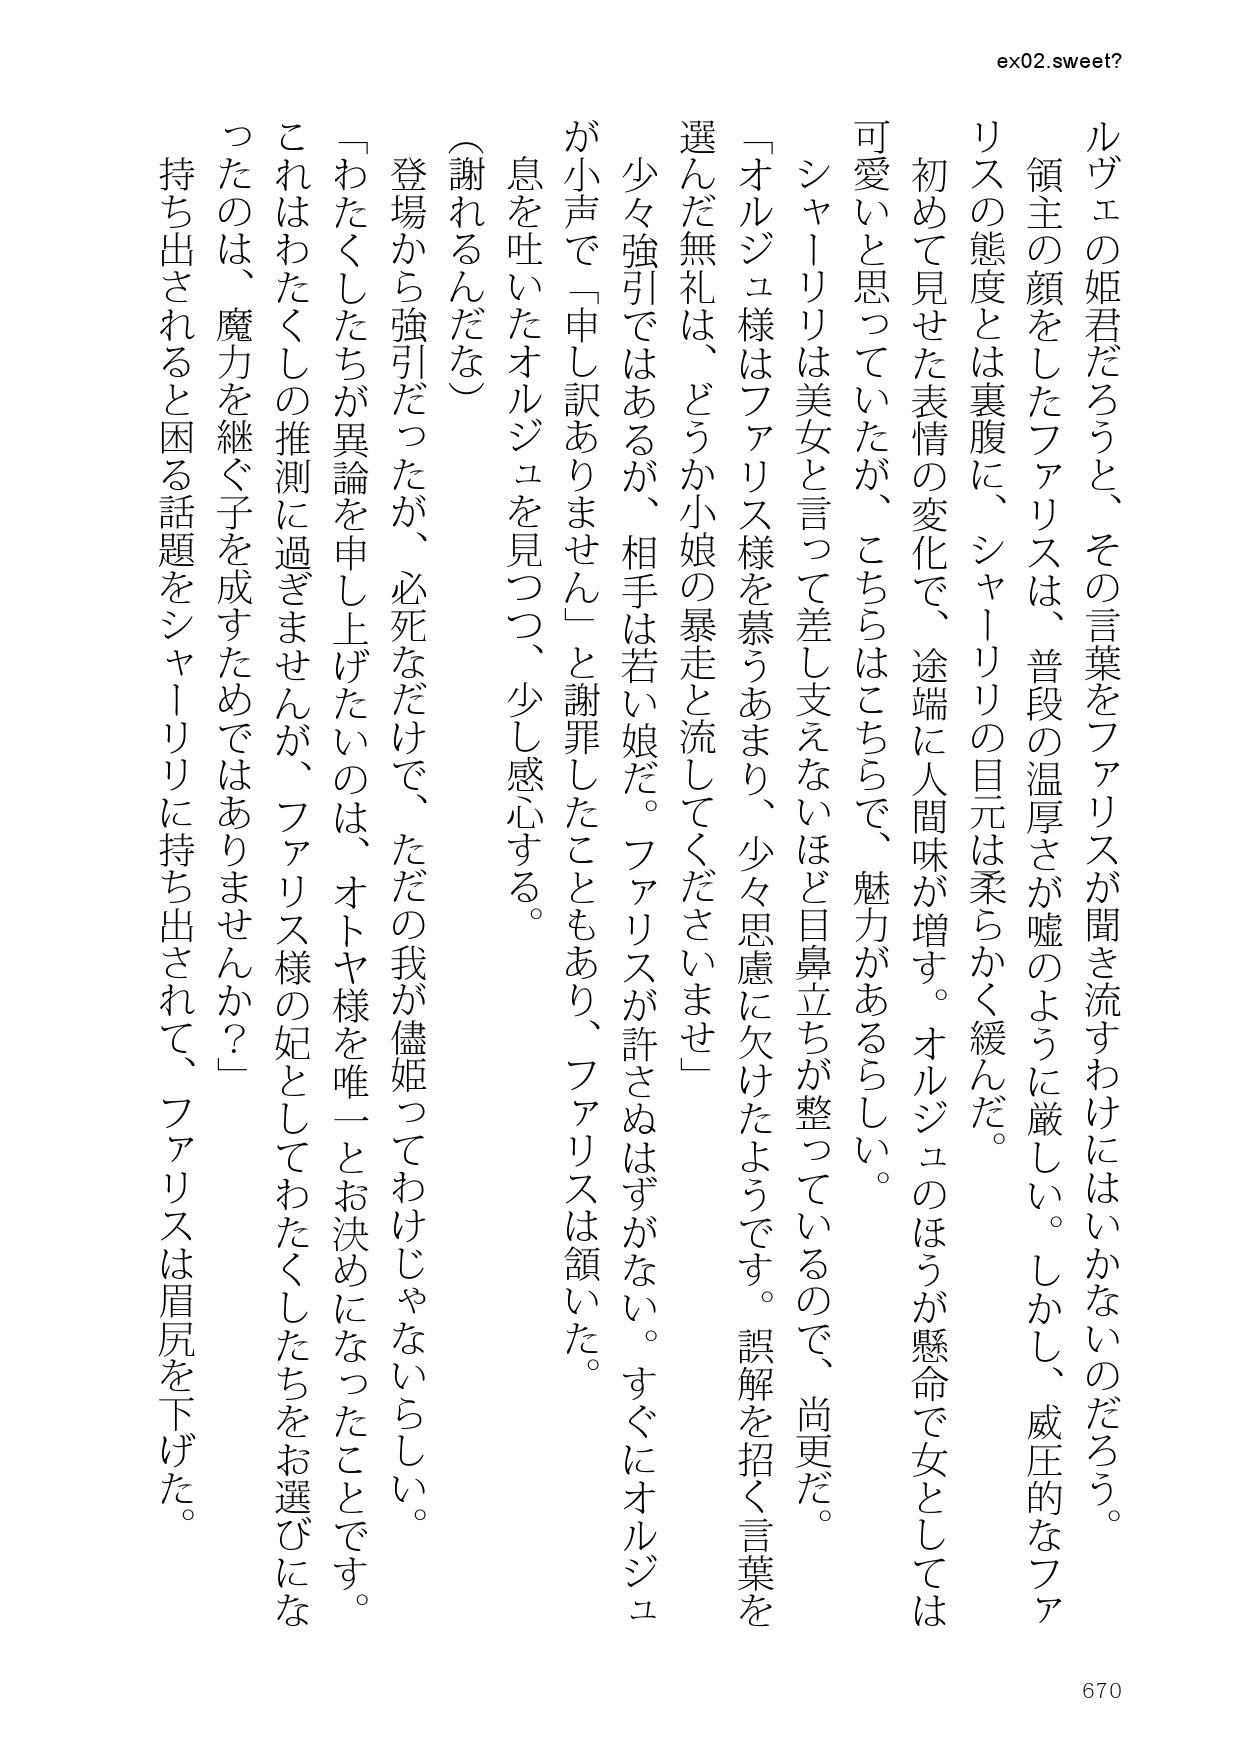 ex02.sweet?
ルヴェの姫君だろうと、その言葉をファリスが聞き流すわけにはいかないのだろう。
領主の顔をしたファリスは、普段の温厚さが嘘のように厳しい。しかし、威圧的なファ
リスの態度とは裏腹に、シャーリリの目元は柔らかく緩んだ。
初めて見せた表情の変化で、途端に人間味が増す。オルジュのほうが懸命で女としては
可愛いと思っていたが、こちらはこちらで、魅力があるらしい。
シャーリリは美女と言って差し支えないほど目鼻立ちが整っているので、尚更だ。
「オルジュ様はファリス様を慕うあまり、少々思慮に欠けたようです。誤解を招く言葉を
選んだ無礼は、どうか小娘の暴走と流してくださいませ」
少々強引ではあるが、相手は若い娘だ。ファリスが許さぬはずがない。すぐにオルジュ
が小声で「申し訳ありません」と謝罪したこともあり、ファリスは頷いた。
息を吐いたオルジュを見つつ、少し感心する。
（謝れるんだな）
登場から強引だったが、必死なだけで、ただの我が儘姫ってわけじゃないらしい。
「わたくしたちが異論を申し上げたいのは、オトヤ様を唯一とお決めになったことです。
これはわたくしの推測に過ぎませんが、ファリス様の妃としてわたくしたちをお選びにな
ったのは、魔力を継ぐ子を成すためではありませんか？」
持ち出されると困る話題をシャーリリに持ち出されて、ファリスは眉尻を下げた。
670